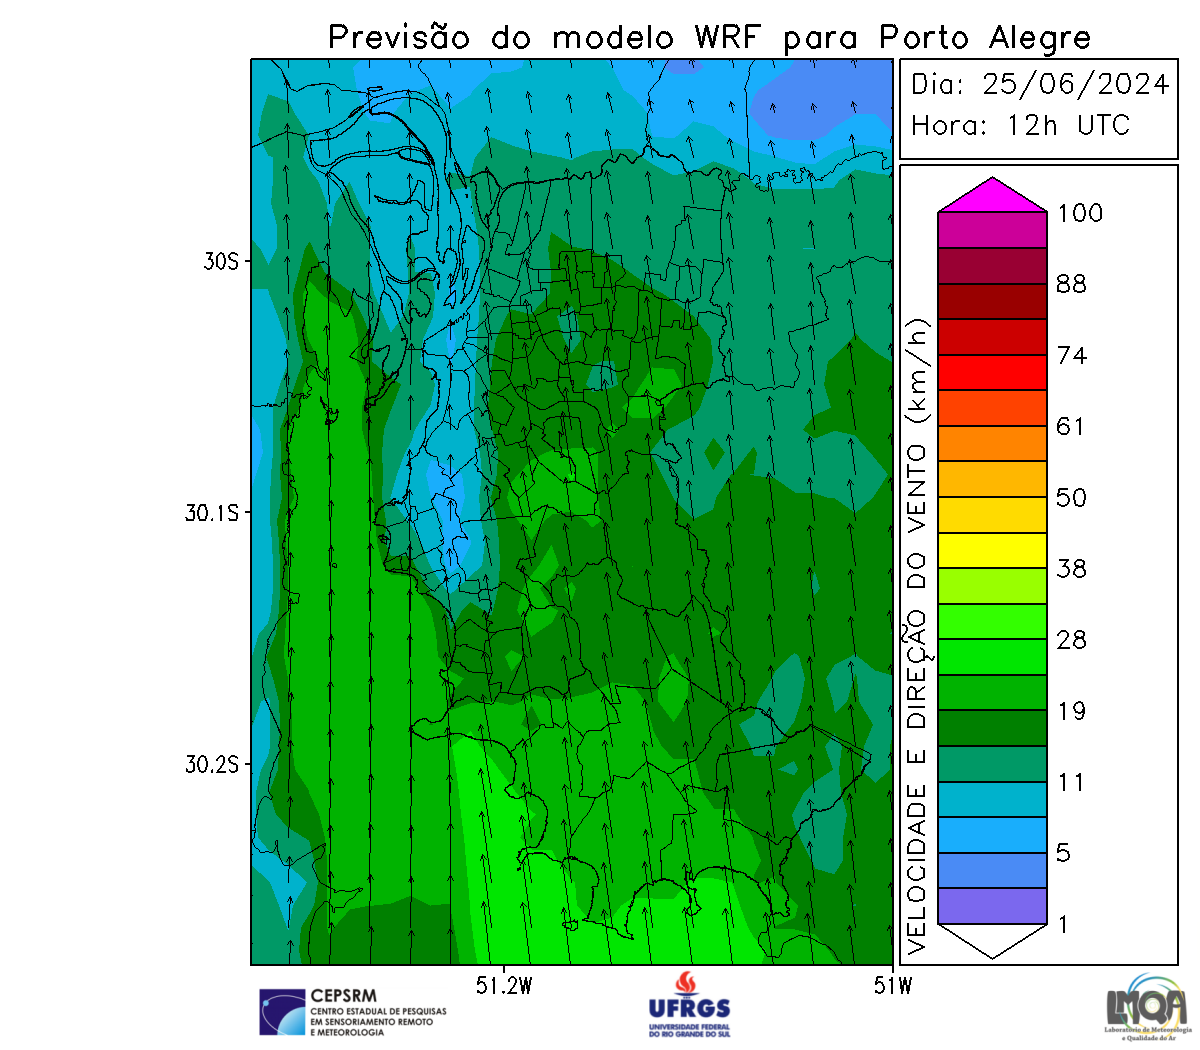 Previsão do modelo WRF para Porto Alegre
Dia: 25/06/2024
Hora: 12h UTC
30S
30.1S
30.2S
51.2W
51W
VELOCIDADE E DIREÇÃO DO VENTO (km/h)
100
88
74
61
50
38
28
19
11
5
1
CEPSRM
CENTRO ESTADUAL DE PESQUISAS
EM SENSORIAMENTO REMOTO
E METEOROLOGIA
UFRGS
UNIVERSIDADE FEDERAL
DO RIO GRANDE DO SUL
LMQA
Laboratório de Meteorologia
e Qualidade do Ar